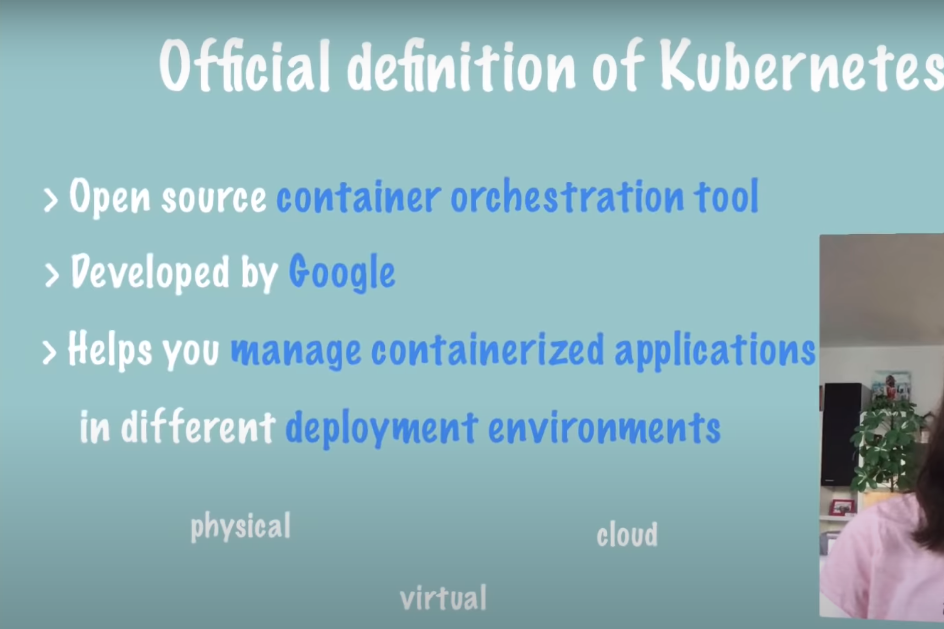 Official definition of Kubernetes
> Open source container orchestration tool
> Developed by Google
> Helps you manage containerized applications
in different deployment environments
physical
cloud
virtual